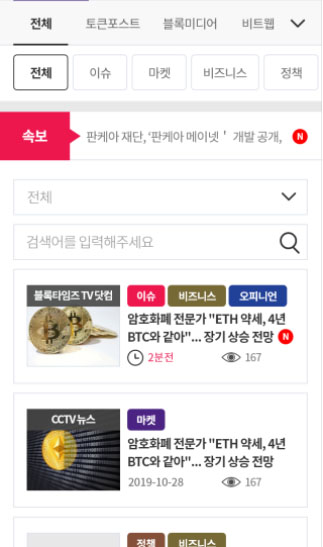 전체 토큰포스트 블록미디어 비트웹
전체 이슈 마켓 비즈니스 정책
속보 판케아 재단, ‘판케아 메이넷＇ 개발 공개, N
전체
검색어를 입력해주세요
블록타임즈 TV 닷컴
이슈 비즈니스 오피니언
암호화폐 전문가 "ETH 약세, 4년
BTC와 같아"... 장기 상승 전망 N
2분전 167
CCTV 뉴스
마켓
암호화폐 전문가 "ETH 약세, 4년
BTC와 같아"... 장기 상승 전망
2019-10-28 167
정책 비즈니스